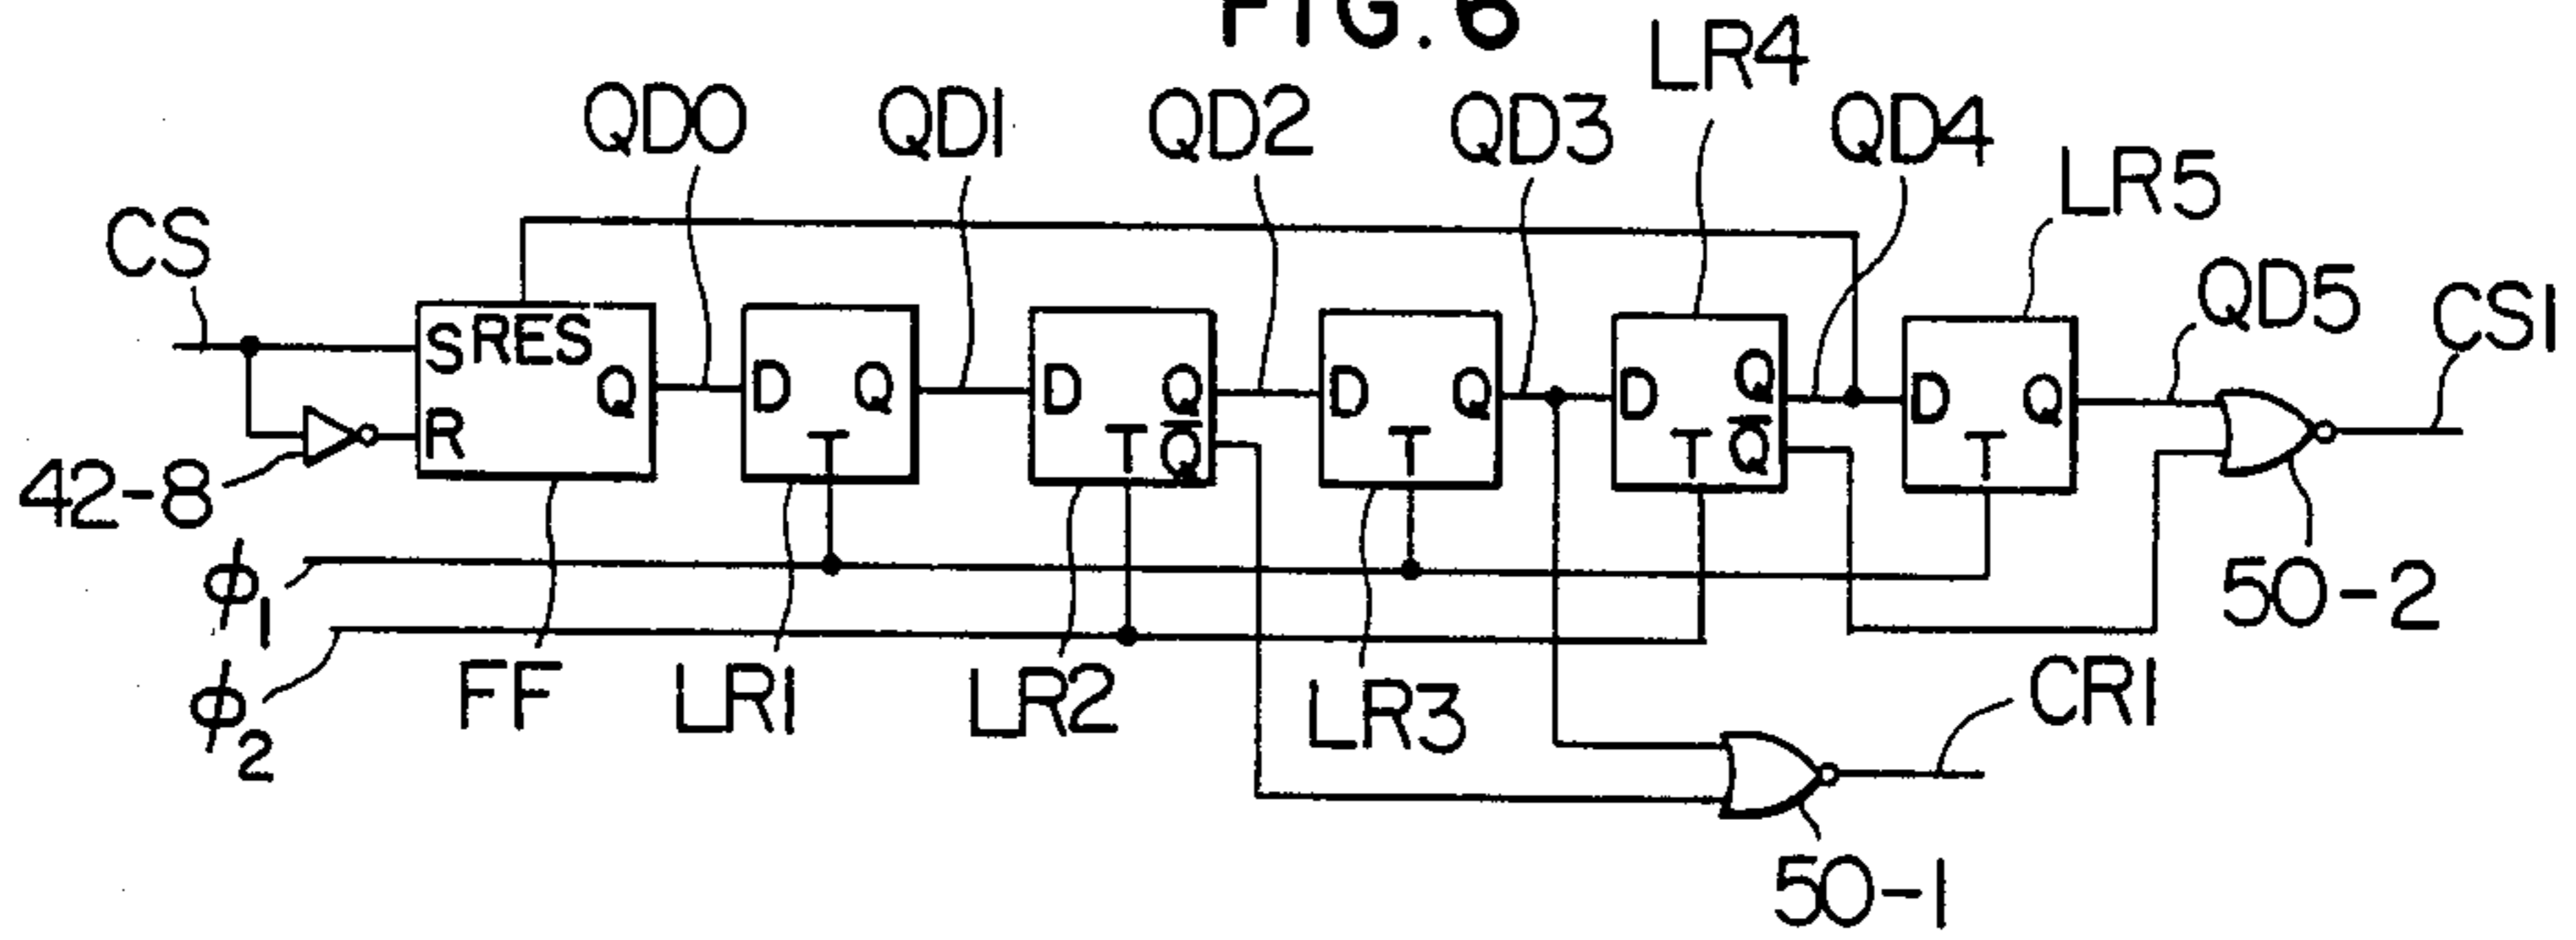 FIG. 6
LR4
QD0 QD1 QD2 QD3 QD4
LR5
CS
QD5
CS1
S RES
Q
R
D Q
T
D Q
T Q̅
D Q
T
D Q
T Q̅
D Q
T
42-8
ϕ1
50-2
ϕ2
FF LR1 LR2 LR3
CR1
50-1